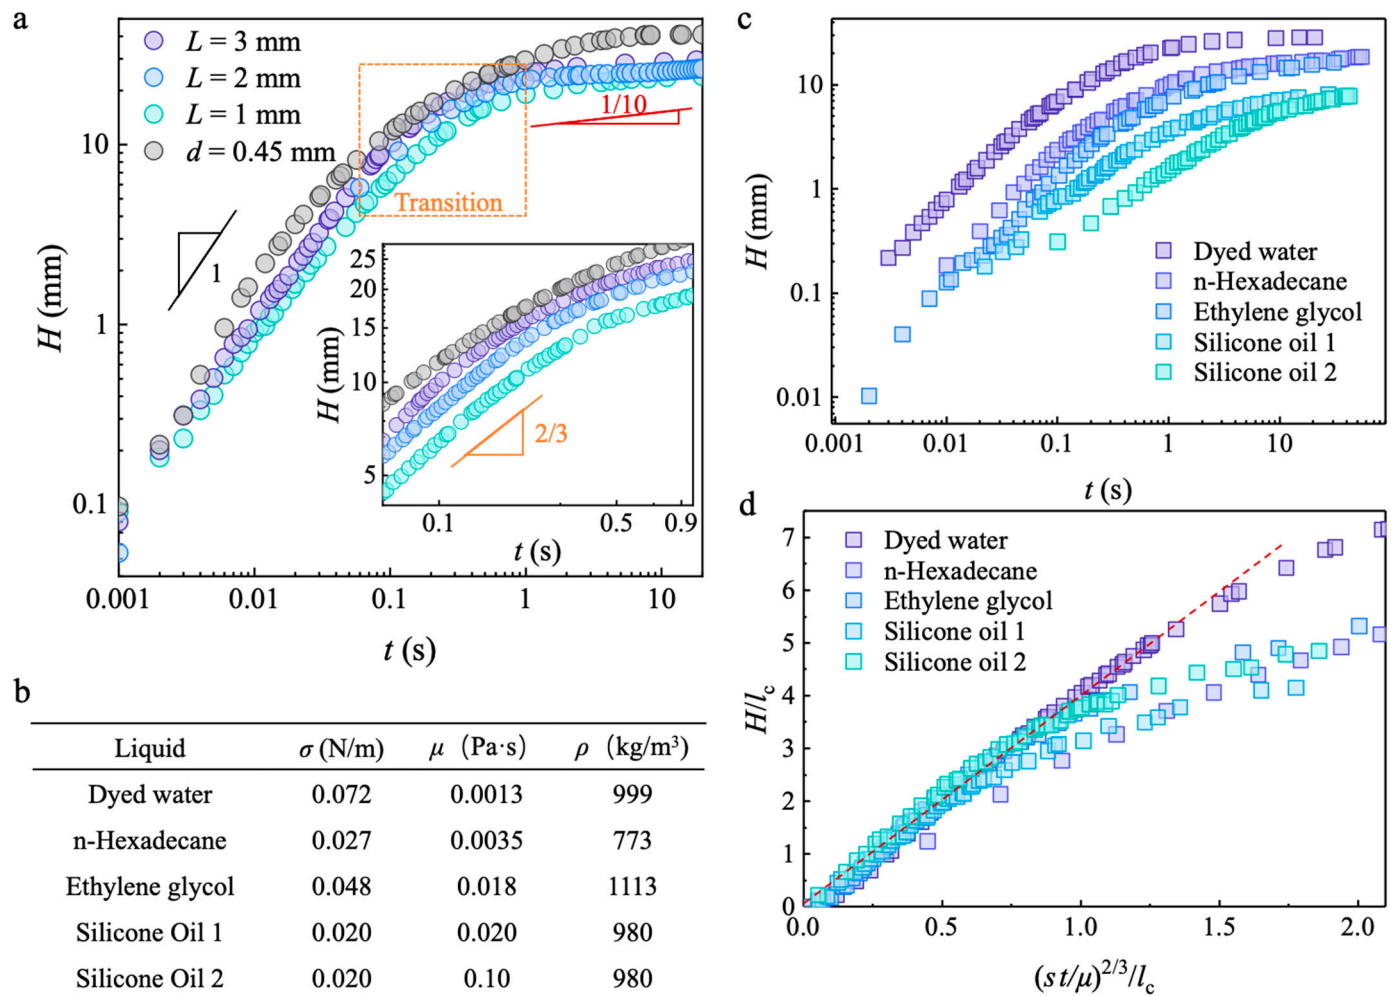 a
L = 3 mm
L = 2 mm
L = 1 mm
d = 0.45 mm
H (mm)
10
1
0.1
0.001
0.01
0.1
1
10
t (s)
1
Transition
1/10
H (mm)
25
20
15
10
5
0.1
0.5
0.9
t (s)
2/3
b
Liquid σ (N/m) μ (Pa·s) ρ (kg/m³)
Dyed water 0.072 0.0013 999
n-Hexadecane 0.027 0.0035 773
Ethylene glycol 0.048 0.018 1113
Silicone Oil 1 0.020 0.020 980
Silicone Oil 2 0.020 0.10 980
c
H (mm)
10
1
0.1
0.01
0.001
0.01
0.1
1
10
t (s)
Dyed water
n-Hexadecane
Ethylene glycol
Silicone oil 1
Silicone oil 2
d
H/lc
7
6
5
4
3
2
1
0
0.0
0.5
1.0
1.5
2.0
(s t/μ)^2/3/lc
Dyed water
n-Hexadecane
Ethylene glycol
Silicone oil 1
Silicone oil 2